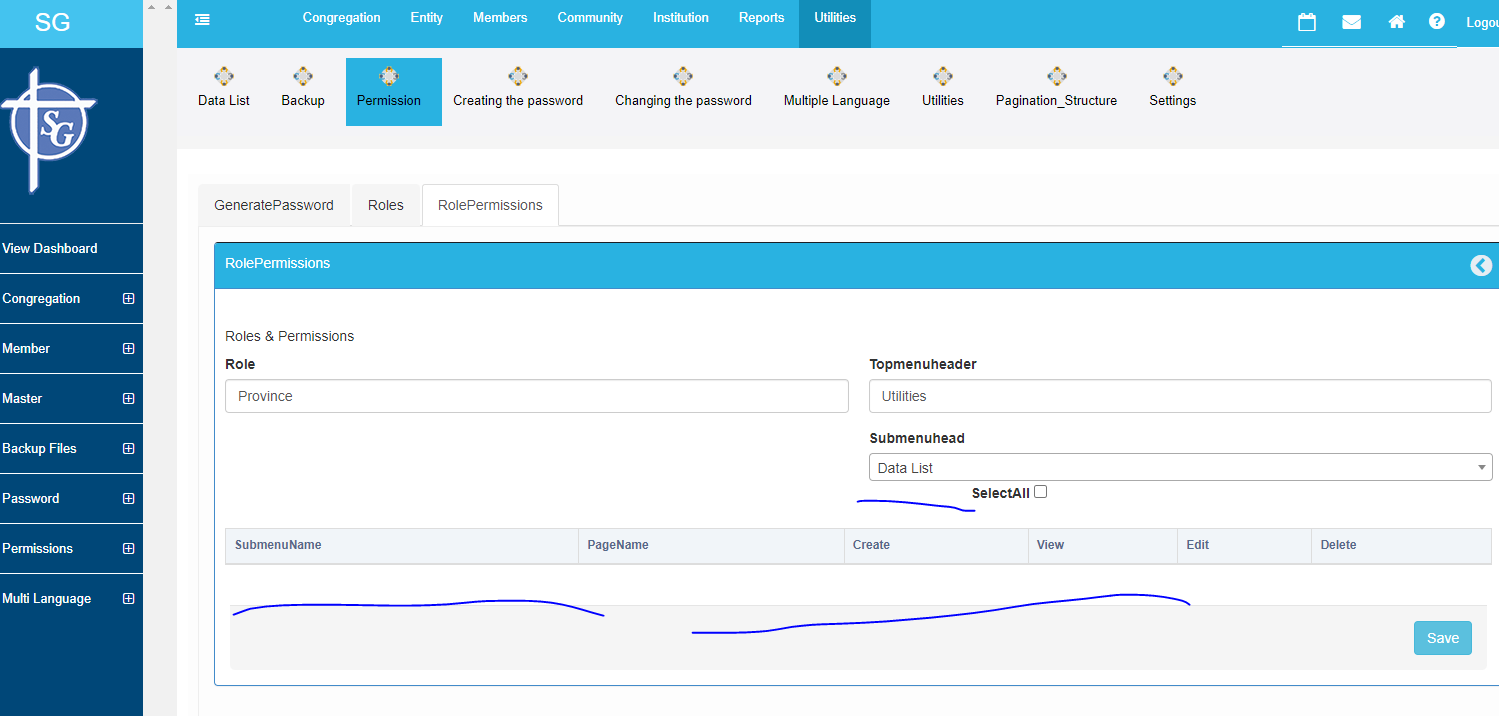 SG
Congregation Entity Members Community Institution Reports Utilities
Logou
Data List Backup Permission Creating the password Changing the password Multiple Language Utilities Pagination_Structure Settings
SG
View Dashboard
Congregation
Member
Master
Backup Files
Password
Permissions
Multi Language
GeneratePassword Roles RolePermissions
RolePermissions
Roles & Permissions
Role
Province
Topmenuheader
Utilities
Submenuhead
Data List
SelectAll
SubmenuName PageName Create View Edit Delete
Save